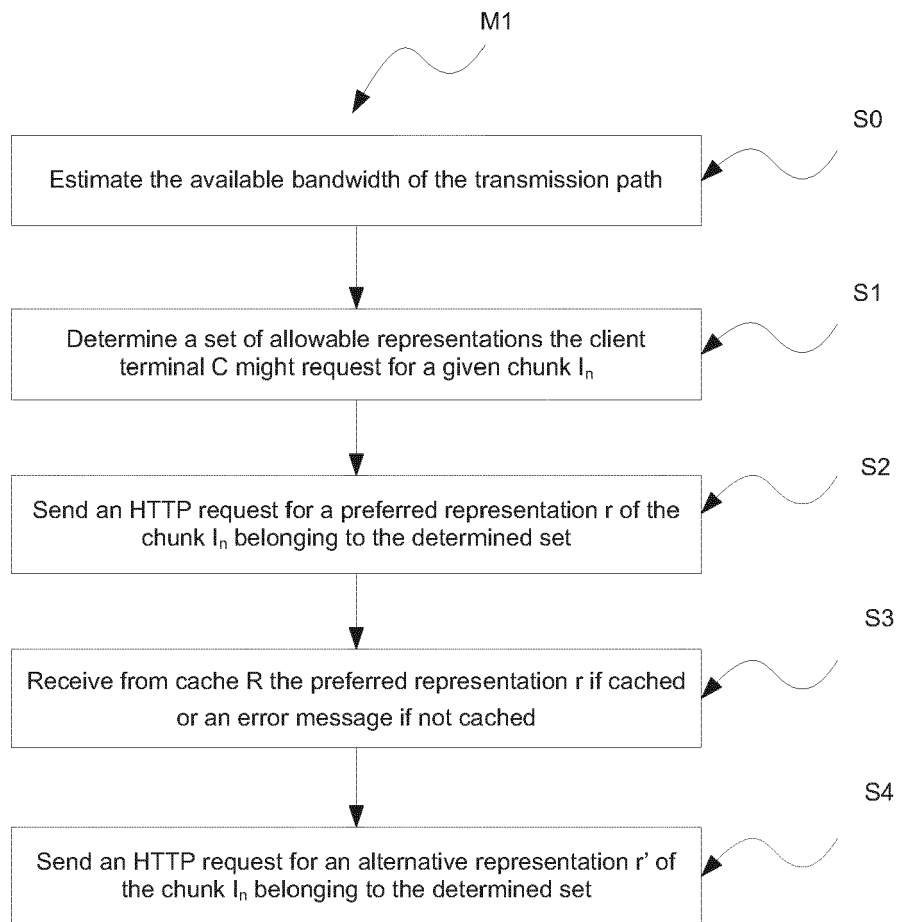 M1
S0
Estimate the available bandwidth of the transmission path
S1
Determine a set of allowable representations the client
terminal C might request for a given chunk Iₙ
S2
Send an HTTP request for a preferred representation r of the
chunk Iₙ belonging to the determined set
S3
Receive from cache R the preferred representation r if cached
or an error message if not cached
S4
Send an HTTP request for an alternative representation r’ of
the chunk Iₙ belonging to the determined set